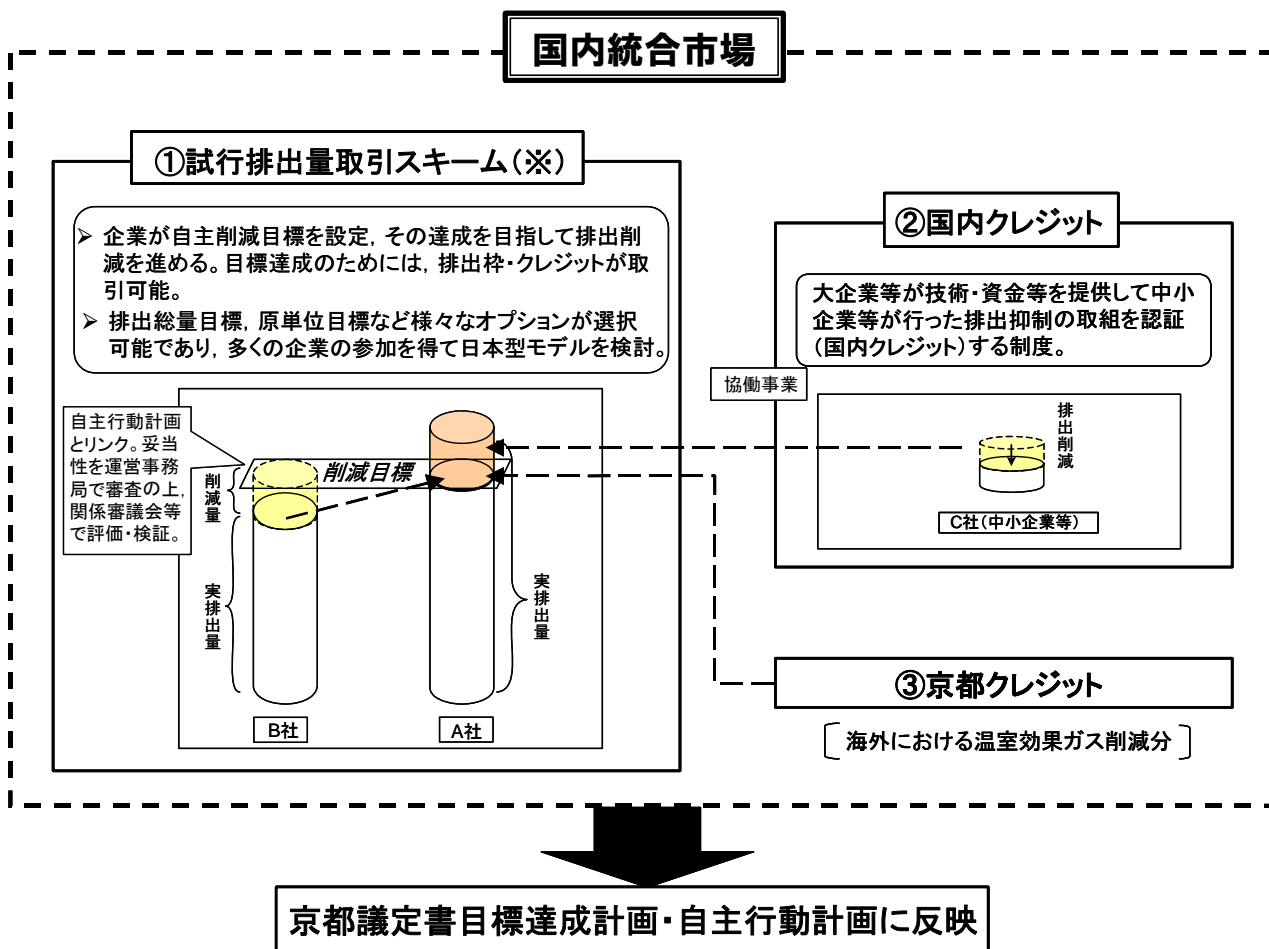 国内統合市場
①試行排出量取引スキーム(※)
➢ 企業が自主削減目標を設定，その達成を目指して排出削
減を進める。目標達成のためには，排出枠・クレジットが取
引可能。
➢ 排出総量目標，原単位目標など様々なオプションが選択
可能であり，多くの企業の参加を得て日本型モデルを検討。
自主行動計画
とリンク。妥当
性を運営事務
局で審査の上，
関係審議会等
で評価・検証。
削減目標
削減量
実排出量
実排出量
B社
A社
②国内クレジット
大企業等が技術・資金等を提供して中小
企業等が行った排出抑制の取組を認証
(国内クレジット)する制度。
協働事業
排出削減
C社(中小企業等)
③京都クレジット
海外における温室効果ガス削減分
京都議定書目標達成計画・自主行動計画に反映